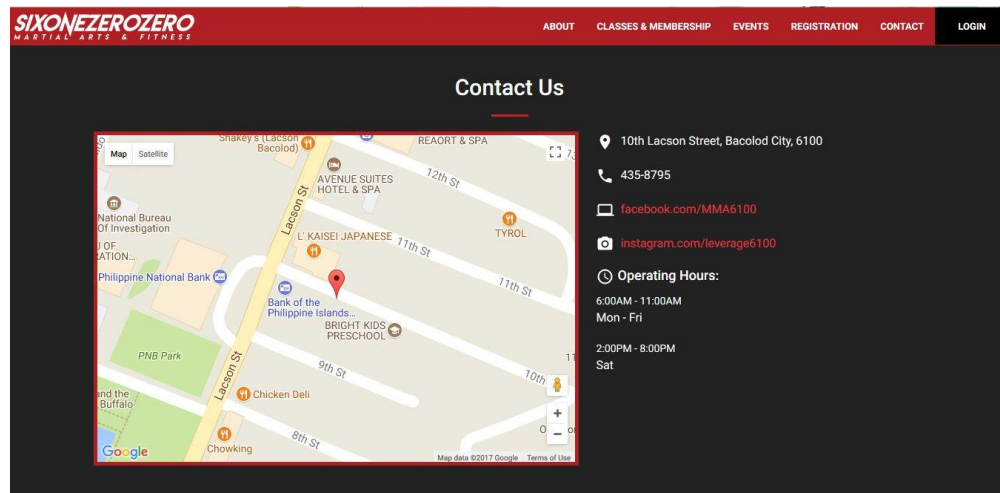 SIXONEZEROZERO
MARTIAL ARTS & FITNESS
ABOUT
CLASSES & MEMBERSHIP
EVENTS
REGISTRATION
CONTACT
LOGIN
Contact Us
Map
Satellite
Shakey's (Lacson
Bacolod)
REAORT & SPA
AVENUE SUITES
HOTEL & SPA
12th St
13
National Bureau
Of Investigation
Lacson St
L' KAISEI JAPANESE
11th St
TYROL
Philippine National Bank
11th St
Bank of the
Philippine Islands...
BRIGHT KIDS
PRESCHOOL
PNB Park
9th St
10th
11
Lacson St
Chicken Deli
and the
Buffalo
8th St
Chowking
Google
Map data ©2017 Google
Terms of Use
10th Lacson Street, Bacolod City, 6100
435-8795
facebook.com/MMA6100
instagram.com/leverage6100
Operating Hours:
6:00AM - 11:00AM
Mon - Fri
2:00PM - 8:00PM
Sat